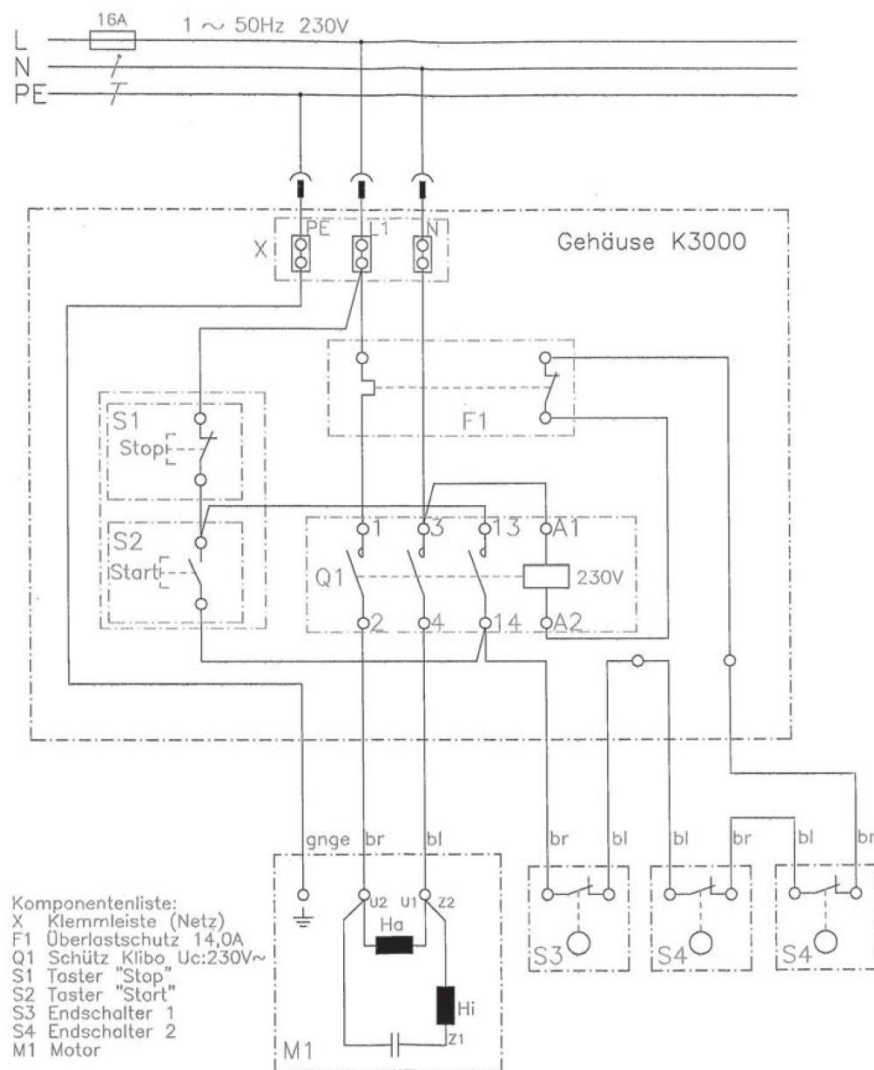 16A 1 ~ 50Hz 230V
L
N
PE
PE L1 N
X
Gehäuse K3000
S1
Stop
F1
S2
Start
1 3 13 A1
Q1
230V
2 4 14 A2
gnge br bl br bl bl br bl br
U2 U1 Z2
Ha
S3 S4 S4
Hi
Z1
M1
Komponentenliste:
X Klemmleiste (Netz)
F1 Überlastschutz 14,0A
Q1 Schütz Klibo Uc:230V~
S1 Taster "Stop"
S2 Taster "Start"
S3 Endschalter 1
S4 Endschalter 2
M1 Motor